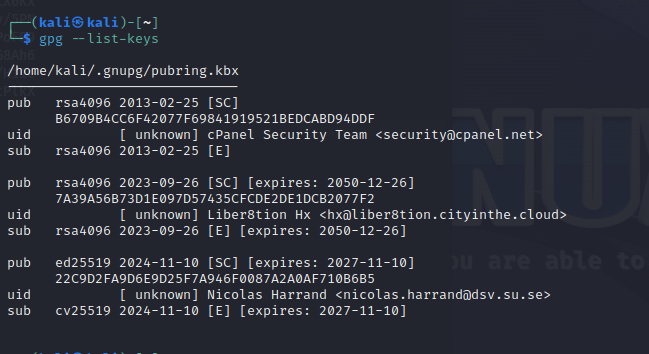 ┌──(kali㉿kali)-[~]
└─$ gpg --list-keys
/home/kali/.gnupg/pubring.kbx
-----------------------------
pub   rsa4096 2013-02-25 [SC]
      B6709B4CC6F42077F69841919521BEDCABD94DDF
uid           [ unknown] cPanel Security Team <security@cpanel.net>
sub   rsa4096 2013-02-25 [E]
pub   rsa4096 2023-09-26 [SC] [expires: 2050-12-26]
      7A39A56B73D1E097D57435CFCDE2DE1DCB2077F2
uid           [ unknown] Liber8tion Hx <hx@liber8tion.cityinthe.cloud>
sub   rsa4096 2023-09-26 [E] [expires: 2050-12-26]
pub   ed25519 2024-11-10 [SC] [expires: 2027-11-10]
      22C9D2FA9D6E9D25F7A946F0087A2A0AF710B6B5
uid           [ unknown] Nicolas Harrand <nicolas.harrand@dsv.su.se>
sub   cv25519 2024-11-10 [E] [expires: 2027-11-10]
ou are able to